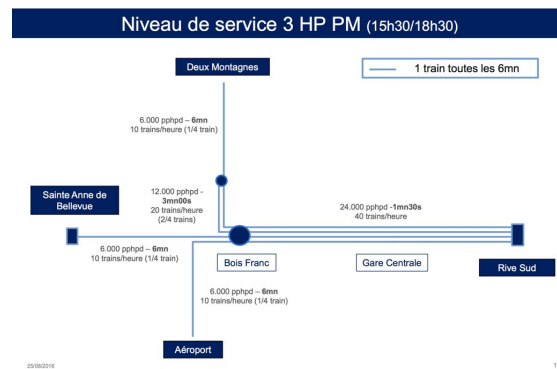 Niveau de service 3 HP PM (15h30/18h30)
Deux Montagnes
1 train toutes les 6mn
6.000 pphpd – 6mn
10 trains/heure (1/4 train)
Sainte Anne de
Bellevue
12.000 pphpd -
3mn00s
20 trains/heure
(2/4 trains)
24.000 pphpd -1mn30s
40 trains/heure
6.000 pphpd – 6mn
10 trains/heure (1/4 train)
Bois Franc
Gare Centrale
Rive Sud
6.000 pphpd – 6mn
10 trains/heure (1/4 train)
Aéroport
25/08/2016
1